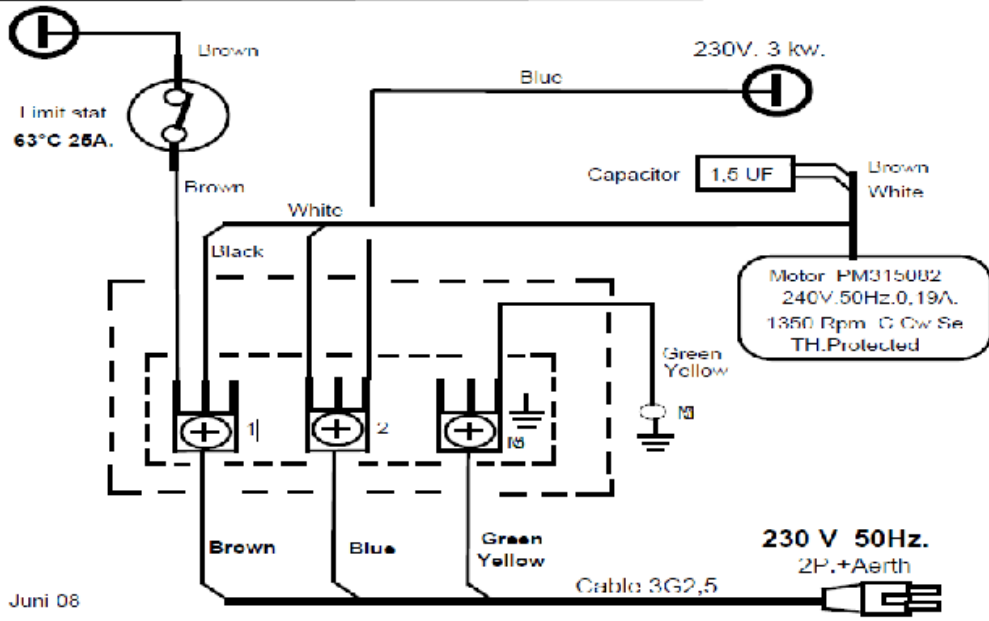 Brown
230V. 3 kw.
Blue
Limit stat
63°C 25A.
Capacitor
1,5 UF
Brown
White
Brown
White
Black
Motor PM315082
240V.50Hz.0,19A.
1350 Rpm C Cw Se
TH.Protected
Green
Yellow
1
2
Brown
Blue
Green
Yellow
230 V 50Hz.
2P.+Aerth
Cable 3G2,5
Juni 08